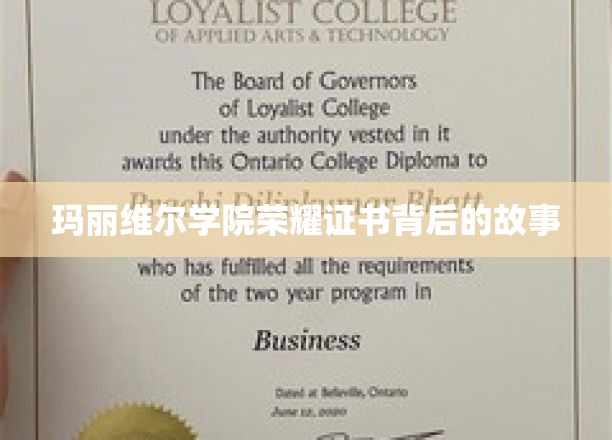 LOYALIST COLLEGE
OF APPLIED ARTS & TECHNOLOGY
The Board of Governors
of Loyalist College
under the authority vested in it
awards this Ontario College Diploma to
Prachi Dilipkumar Bhatt
玛丽维尔学院荣耀证书背后的故事
who has fulfilled all the requirements
of the two year program in
Business
Dated at Belleville, Ontario
June 12, 2020